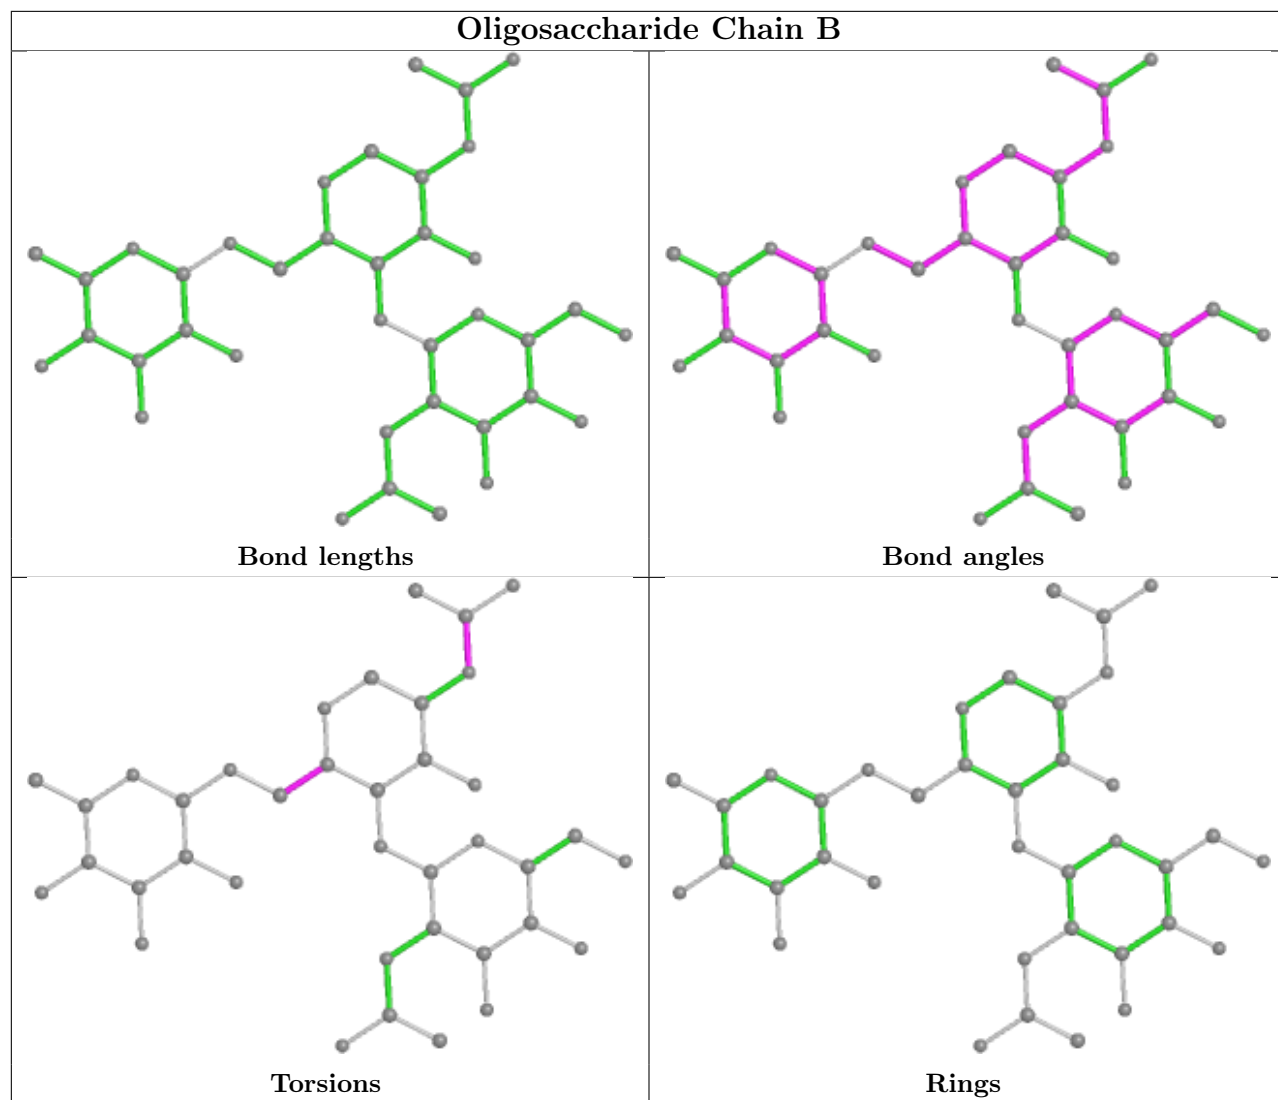 Oligosaccharide Chain B
Bond lengths
Bond angles
Torsions
Rings